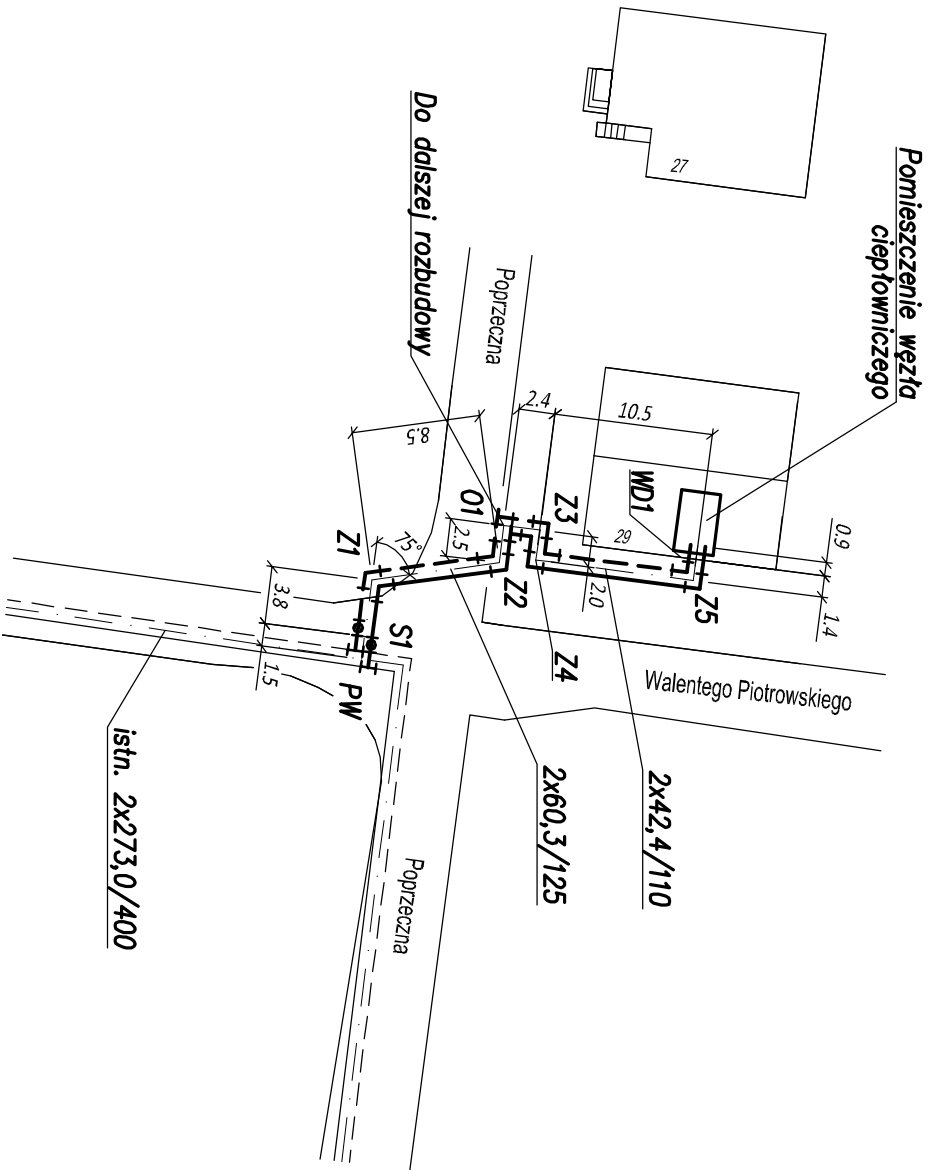 Pomieszczenie węzła
ciepłowniczego
27
Do dalszej rozbudowy
Poprzeczna
2.4
10.5
8.5
WD1
0.9
29
1.4
O1
Z3
2.5
2.0
Z5
Z1
75°
Z2
Z4
3.8
S1
1.5
PW
Walentego Piotrowskiego
istn. 2x273,0/400
2x60,3/125
2x42,4/110
Poprzeczna